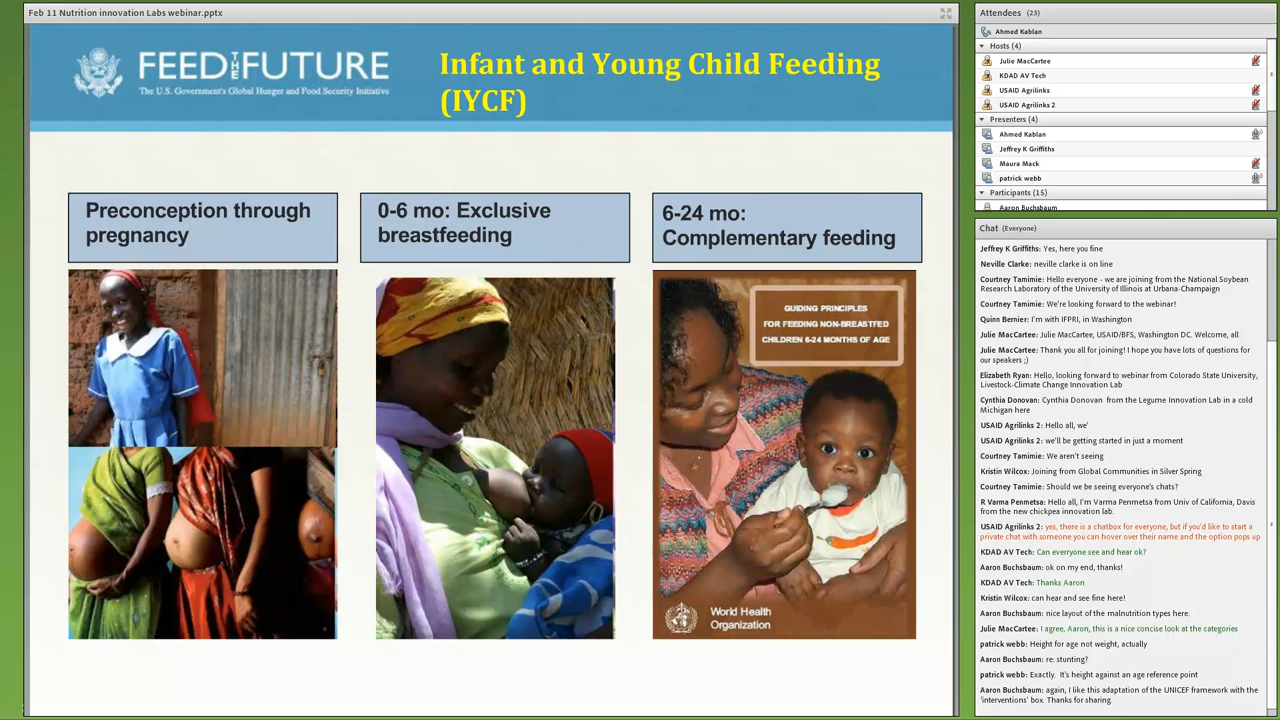 Feb 11 Nutrition innovation Labs webinar.pptx
FEED THE FUTURE
The U.S. Government's Global Hunger and Food Security Initiative
Infant and Young Child Feeding
(IYCF)
Preconception through
pregnancy
0-6 mo: Exclusive
breastfeeding
6-24 mo:
Complementary feeding
GUIDING PRINCIPLES
FOR FEEDING NON-BREASTFED
CHILDREN 6-24 MONTHS OF AGE
World Health
Organization
Attendees (23)
Ahmed Kablan
Hosts (4)
Julie MacCartee
KDAD AV Tech
USAID Agrilinks
USAID Agrilinks 2
Presenters (4)
Ahmed Kablan
Jeffrey K Griffiths
Maura Mack
patrick webb
Participants (15)
Aaron Buchsbaum
Chat (Everyone)
Jeffrey K Griffiths: Yes, here you fine
Neville Clarke: neville clarke is on line
Courtney Tamimie: Hello everyone - we are joining from the National Soybean
Research Laboratory of the University of Illinois at Urbana-Champaign
Courtney Tamimie: We're looking forward to the webinar!
Quinn Bernier: I'm with IFPRI, in Washington
Julie MacCartee: Julie MacCartee, USAID/BFS, Washington DC. Welcome, all
Julie MacCartee: Thank you all for joining! I hope you have lots of questions for
our speakers ;)
Elizabeth Ryan: Hello, looking forward to webinar from Colorado State University,
Livestock-Climate Change Innovation Lab
Cynthia Donovan: Cynthia Donovan from the Legume Innovation Lab in a cold
Michigan here
USAID Agrilinks 2: Hello all, we'
USAID Agrilinks 2: we'll be getting started in just a moment
Courtney Tamimie: We aren't seeing
Kristin Wilcox: Joining from Global Communities in Silver Spring
Courtney Tamimie: Should we be seeing everyone's chats?
R Varma Penmetsa: Hello all, I'm Varma Penmetsa from Univ of California, Davis
from the new chickpea innovation lab.
USAID Agrilinks 2: yes, there is a chatbox for everyone, but if you'd like to start a
private chat with someone you can hover over their name and the option pops up
KDAD AV Tech: Can everyone see and hear ok?
Aaron Buchsbaum: ok on my end, thanks!
KDAD AV Tech: Thanks Aaron
Kristin Wilcox: can hear and see fine here!
Aaron Buchsbaum: nice layout of the malnutrition types here.
Julie MacCartee: I agree, Aaron, this is a nice concise look at the categories
patrick webb: Height for age not weight, actually
Aaron Buchsbaum: re: stunting?
patrick webb: Exactly. It's height against an age reference point
Aaron Buchsbaum: again, I like this adaptation of the UNICEF framework with the
'interventions' box. Thanks for sharing.